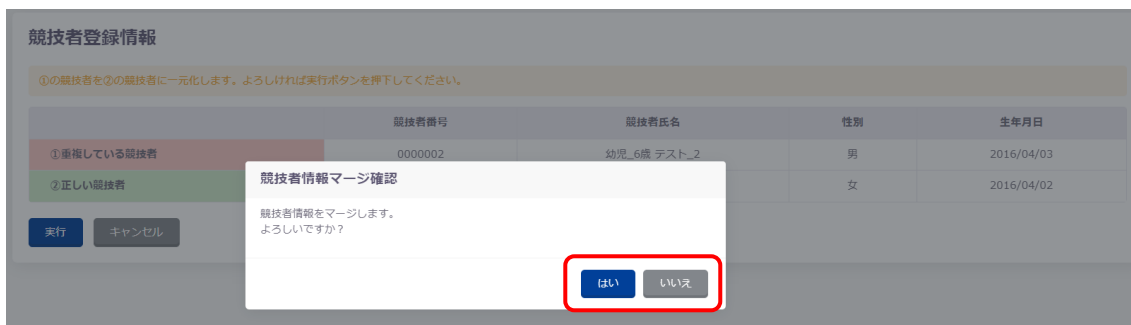 競技者登録情報
①の競技者を②の競技者に一元化します。よろしければ実行ボタンを押下してください。
競技者番号 競技者氏名 性別 生年月日
①重複している競技者 0000002 幼児_6歳 テスト_2 男 2016/04/03
②正しい競技者 女 2016/04/02
競技者情報マージ確認
競技者情報をマージします。
よろしいですか？
はい いいえ
実行 キャンセル